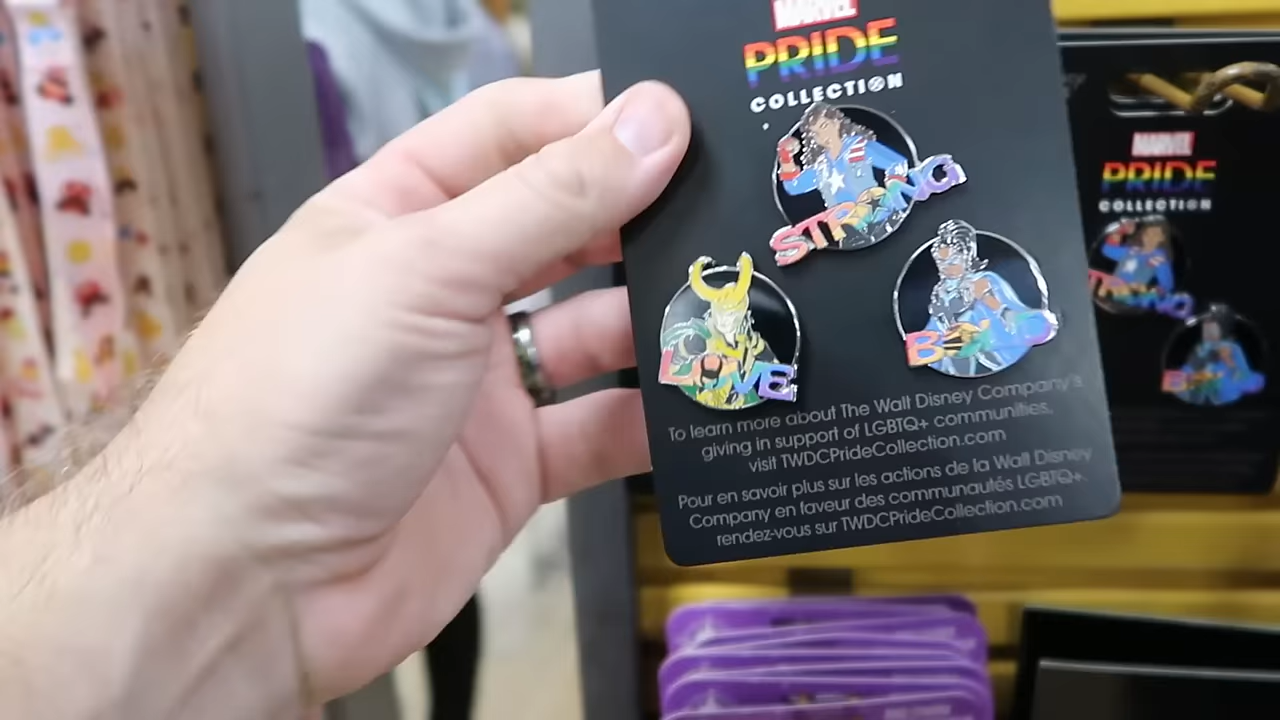 MARVEL
PRIDE
COLLECTION
STRONG
LOVE
BOLD
To learn more about The Walt Disney Company's
giving in support of LGBTQ+ communities,
visit TWDCPrideCollection.com
Pour en savoir plus sur les actions de la Walt Disney
Company en faveur des communautés LGBTQ+,
rendez-vous sur TWDCPrideCollection.com
MARVEL
PRIDE
COLLECTION
STRONG
BOLD